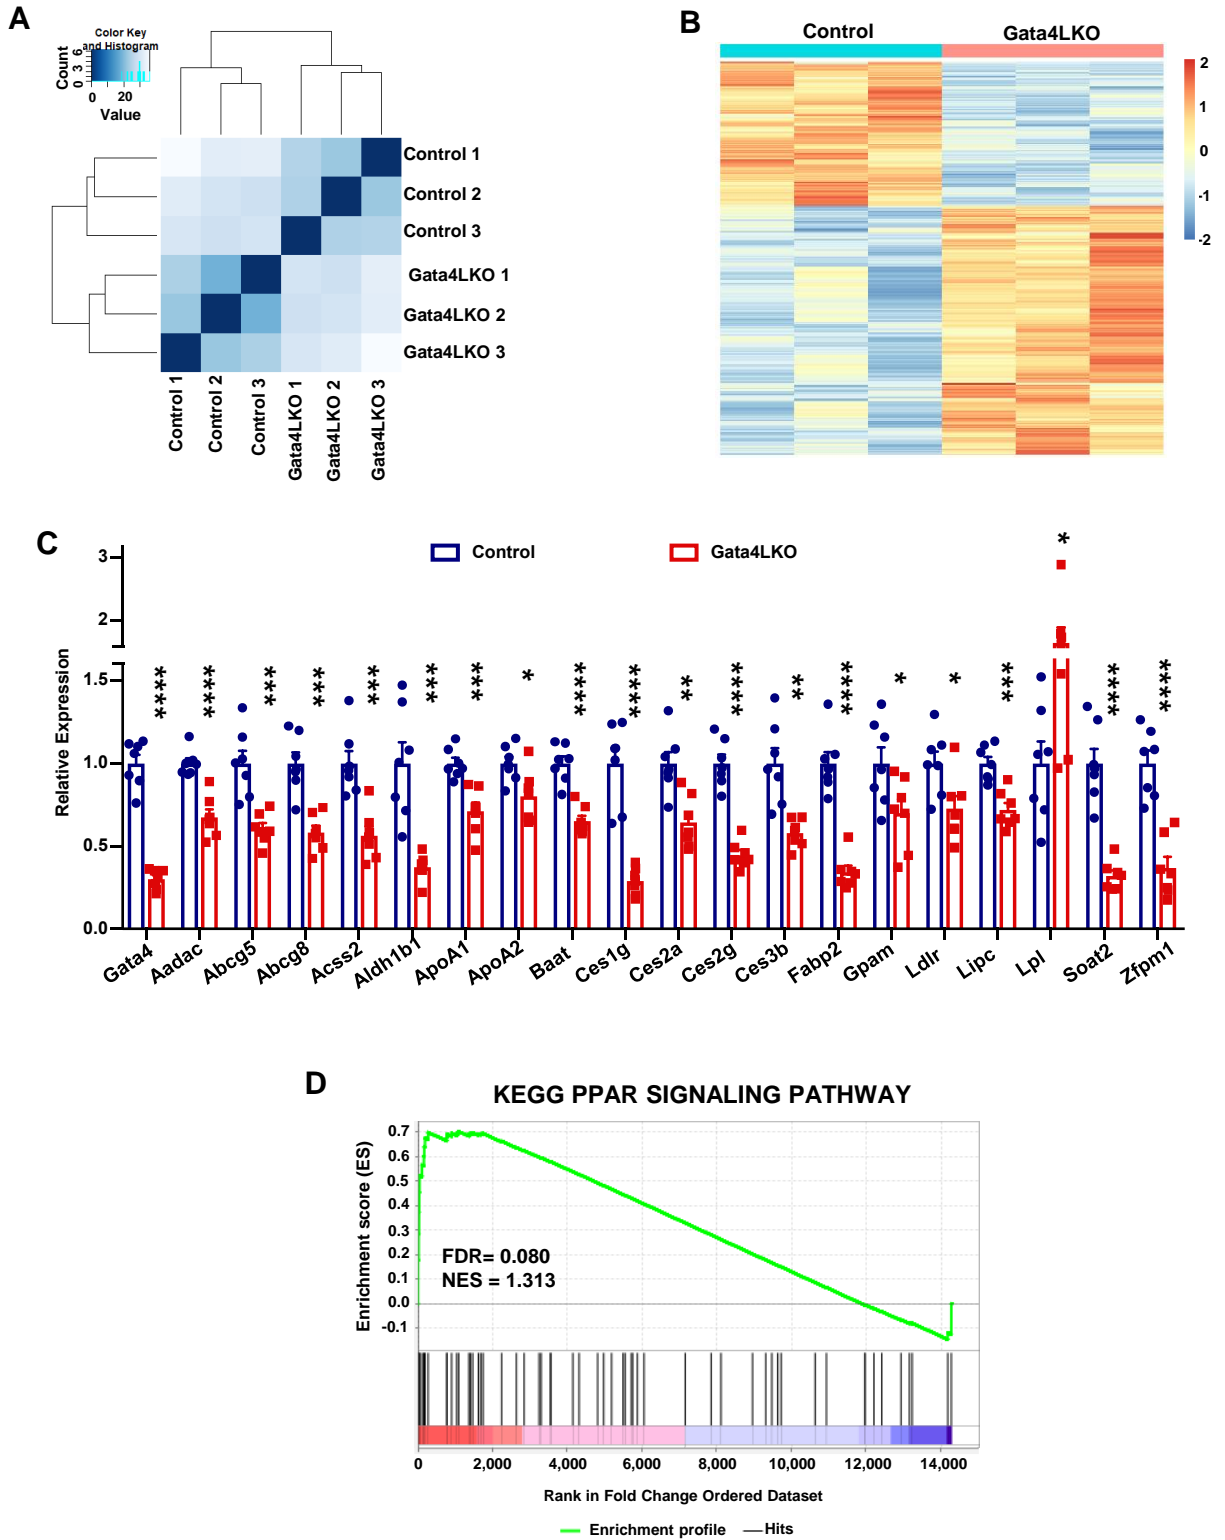 A
Color Key
and Histogram
Count
0 3 6
0 20
Value
Control 1
Control 2
Control 3
Gata4LKO 1
Gata4LKO 2
Gata4LKO 3
Control 1
Control 2
Control 3
Gata4LKO 1
Gata4LKO 2
Gata4LKO 3
B
Control
Gata4LKO
2
1
0
-1
-2
C
Control
Gata4LKO
Relative Expression
3
2
1.5
1.0
0.5
0.0
**** **** *** *** *** *** *** * **** **** ** **** ** **** * * *** * **** ****
Gata4 Aadac Abcg5 Abcg8 Acss2 Aldh1b1 ApoA1 ApoA2 Baat Ces1g Ces2a Ces2g Ces3b Fabp2 Gpam Ldlr Lipc Lpl Soat2 Zfpm1
D
KEGG PPAR SIGNALING PATHWAY
Enrichment score (ES)
0.7
0.6
0.5
0.4
0.3
0.2
0.1
0.0
-0.1
FDR= 0.080
NES = 1.313
0 2,000 4,000 6,000 8,000 10,000 12,000 14,000
Rank in Fold Change Ordered Dataset
Enrichment profile Hits